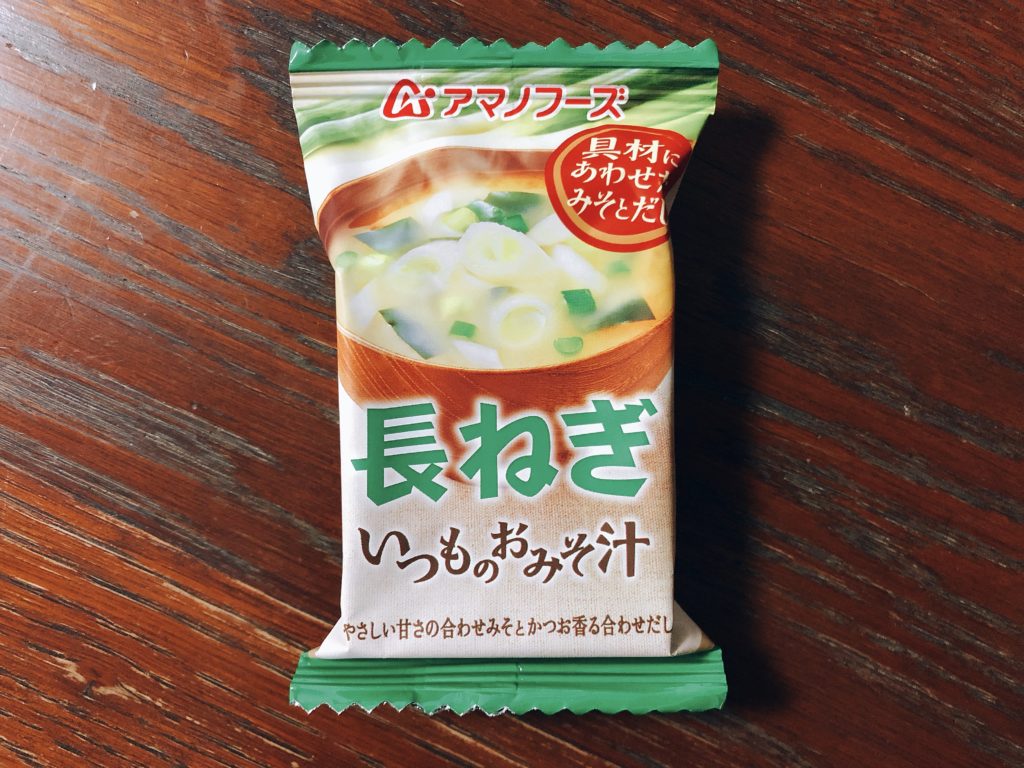 アマノフーズ
具材に
あわせた
みそとだし
長ねぎ
いつものおみそ汁
やさしい甘さの合わせみそとかつお香る合わせだし